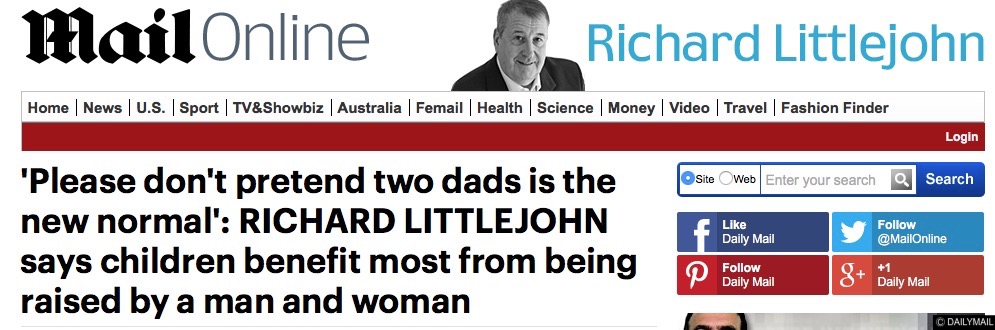 Mail Online
Richard Littlejohn
Home News U.S. Sport TV&Showbiz Australia Femail Health Science Money Video Travel Fashion Finder
Login
'Please don't pretend two dads is the
new normal': RICHARD LITTLEJOHN
says children benefit most from being
raised by a man and woman
Site Web Enter your search Search
Like
Daily Mail
Follow
@MailOnline
Follow
Daily Mail
+1
Daily Mail
© DAILYMAIL